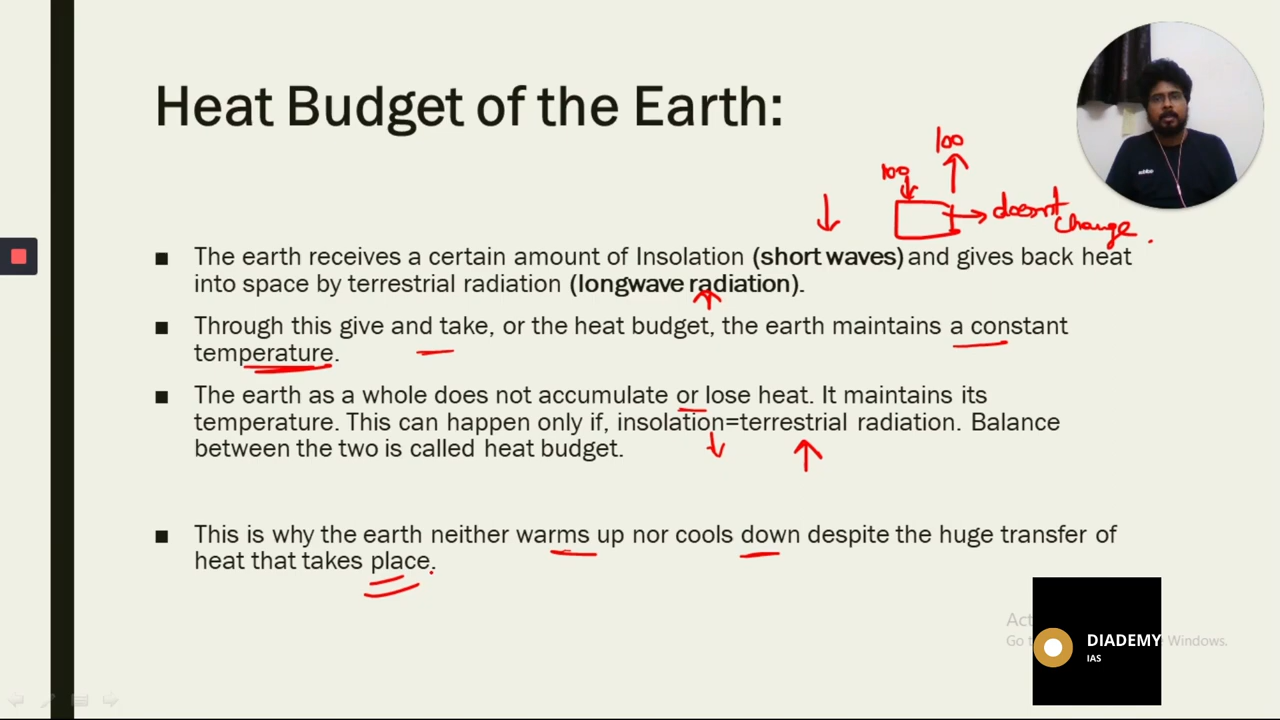 Heat Budget of the Earth:
100
100
doesn't
change.
The earth receives a certain amount of Insolation (short waves) and gives back heat
into space by terrestrial radiation (longwave radiation).
Through this give and take, or the heat budget, the earth maintains a constant
temperature.
The earth as a whole does not accumulate or lose heat. It maintains its
temperature. This can happen only if, insolation=terrestrial radiation. Balance
between the two is called heat budget.
This is why the earth neither warms up nor cools down despite the huge transfer of
heat that takes place.
Act
Go t
Windows.
DIADEMY
IAS